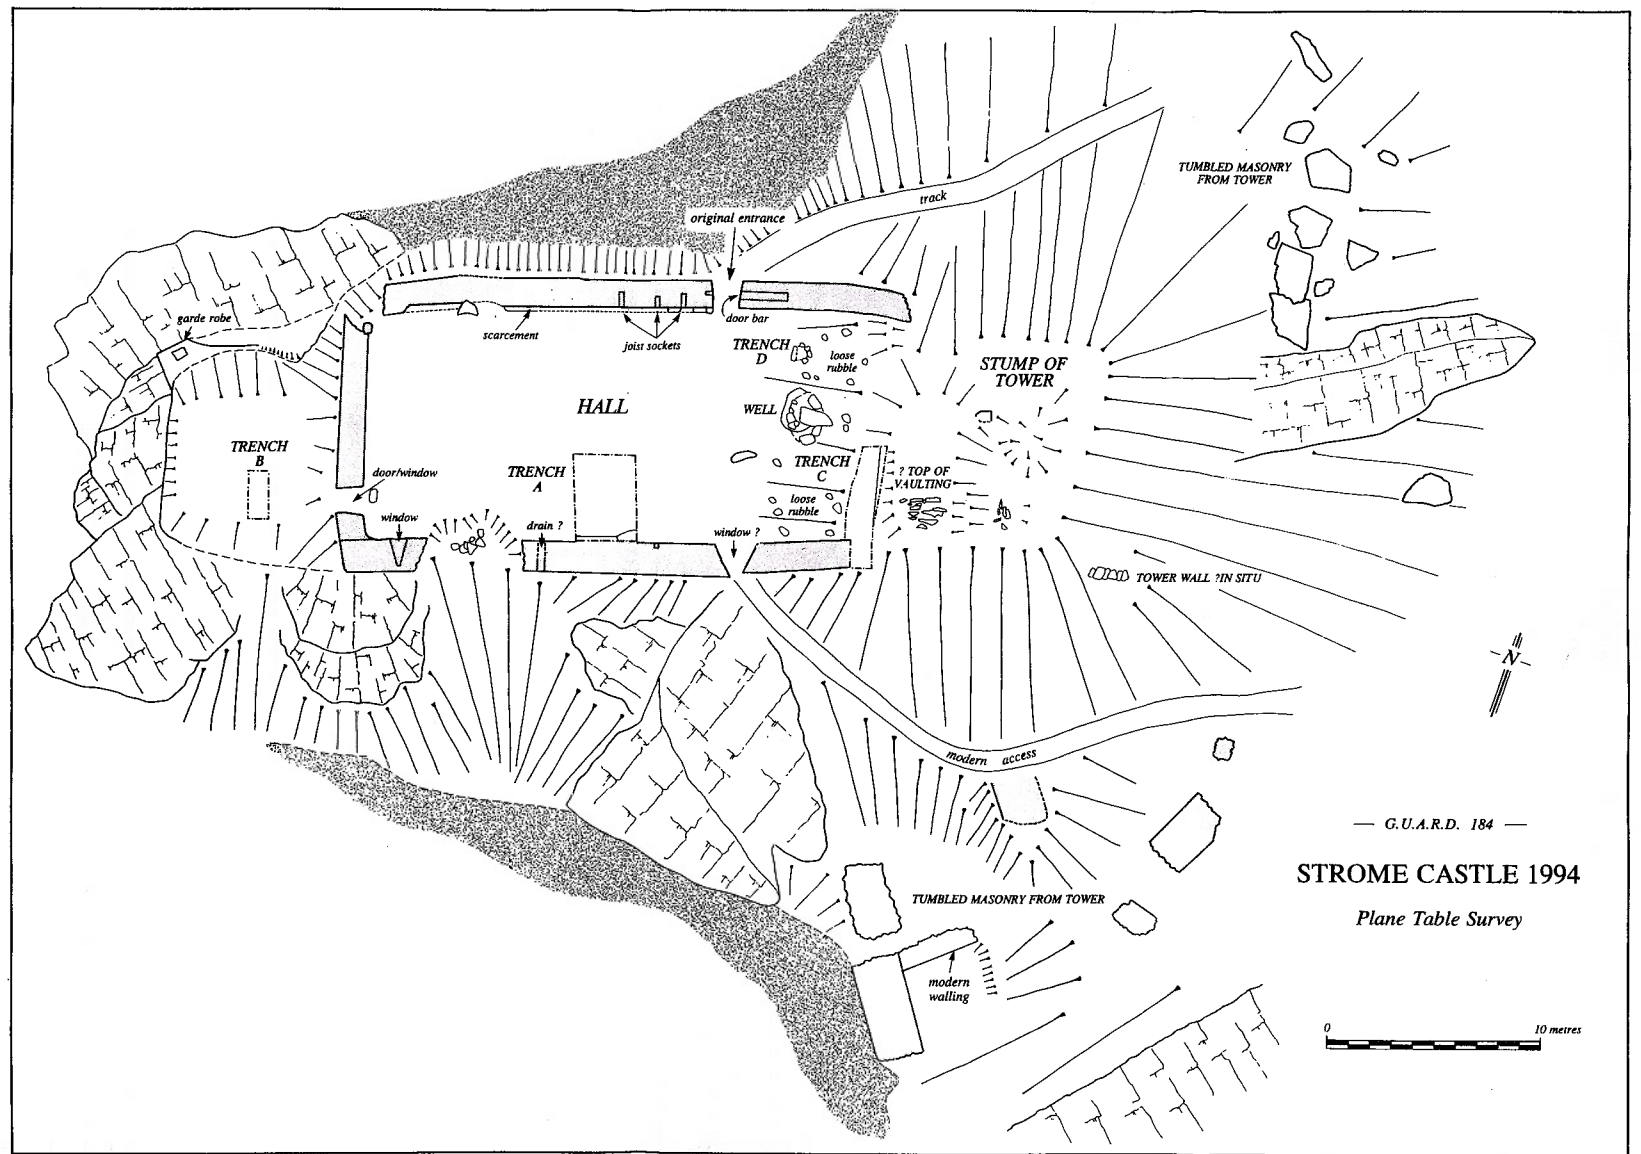 TUMBLED MASONRY
FROM TOWER
track
original entrance
garde robe
scarcement
joist sockets
door bar
TRENCH
D
loose
rubble
STUMP OF
TOWER
HALL
WELL
TRENCH
B
door/window
TRENCH
A
TRENCH
C
? TOP OF
VAULTING
loose
rubble
window
drain ?
window ?
TOWER WALL ?IN SITU
N
modern access
G.U.A.R.D. 184
STROME CASTLE 1994
Plane Table Survey
TUMBLED MASONRY FROM TOWER
modern
walling
0 10 metres